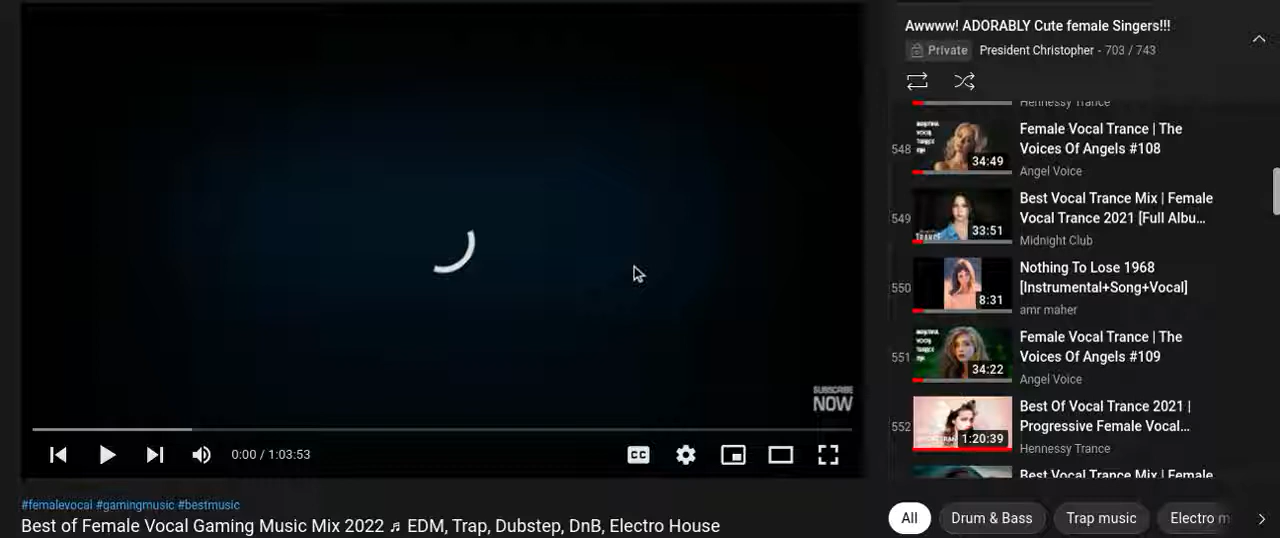 SUBSCRIBE
NOW
0:00 / 1:03:53
CC
#femalevocal #gamingmusic #bestmusic
Best of Female Vocal Gaming Music Mix 2022 ♬ EDM, Trap, Dubstep, DnB, Electro House
Awwww! ADORABLY Cute female Singers!!!
Private President Christopher - 703 / 743
Hennessy Trance
548
34:49
Female Vocal Trance | The
Voices Of Angels #108
Angel Voice
549
33:51
Best Vocal Trance Mix | Female
Vocal Trance 2021 [Full Albu...
Midnight Club
550
8:31
Nothing To Lose 1968
[Instrumental+Song+Vocal]
amr maher
551
34:22
Female Vocal Trance | The
Voices Of Angels #109
Angel Voice
552
1:20:39
Best Of Vocal Trance 2021 |
Progressive Female Vocal...
Hennessy Trance
Best Vocal Trance Mix | Female
All Drum & Bass Trap music Electro m